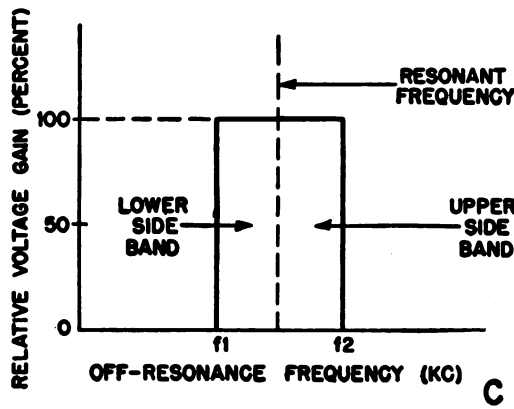 RELATIVE VOLTAGE GAIN (PERCENT)
RESONANT
FREQUENCY
100
LOWER
SIDE
BAND
UPPER
SIDE
BAND
50
0
f1
f2
OFF-RESONANCE FREQUENCY (KC)
C